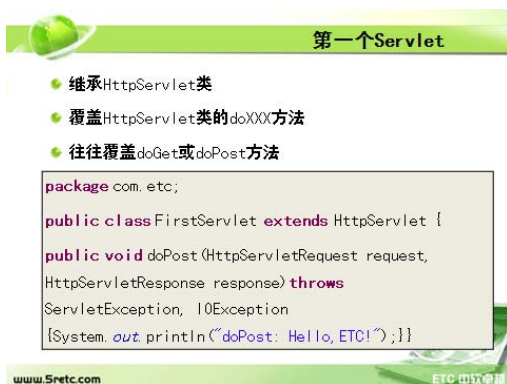 第一个Servlet
继承HttpServlet类
覆盖HttpServlet类的doXXX方法
往往覆盖doGet或doPost方法
package com.etc;
public class FirstServlet extends HttpServlet {
public void doPost(HttpServletRequest request,
HttpServletResponse response) throws
ServletException, IOException
{System.out.println("doPost: Hello,ETC!");}}
www.5retc.com
ETC 中软卓越